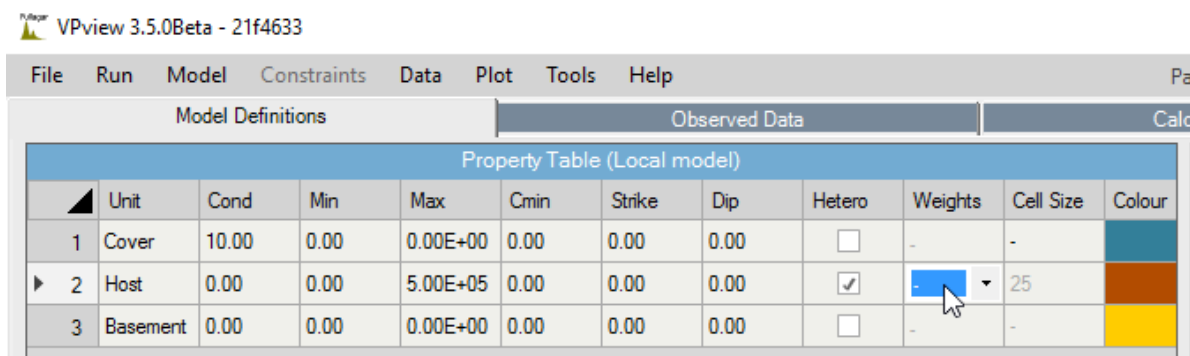 VPview 3.5.0Beta - 21f4633
File Run Model Constraints Data Plot Tools Help Pa
Model Definitions Observed Data Calc
Property Table (Local model)
Unit Cond Min Max Cmin Strike Dip Hetero Weights Cell Size Colour
1 Cover 10.00 0.00 0.00E+00 0.00 0.00 0.00 - -
2 Host 0.00 0.00 5.00E+05 0.00 0.00 0.00 - 25
3 Basement 0.00 0.00 0.00E+00 0.00 0.00 0.00 - -